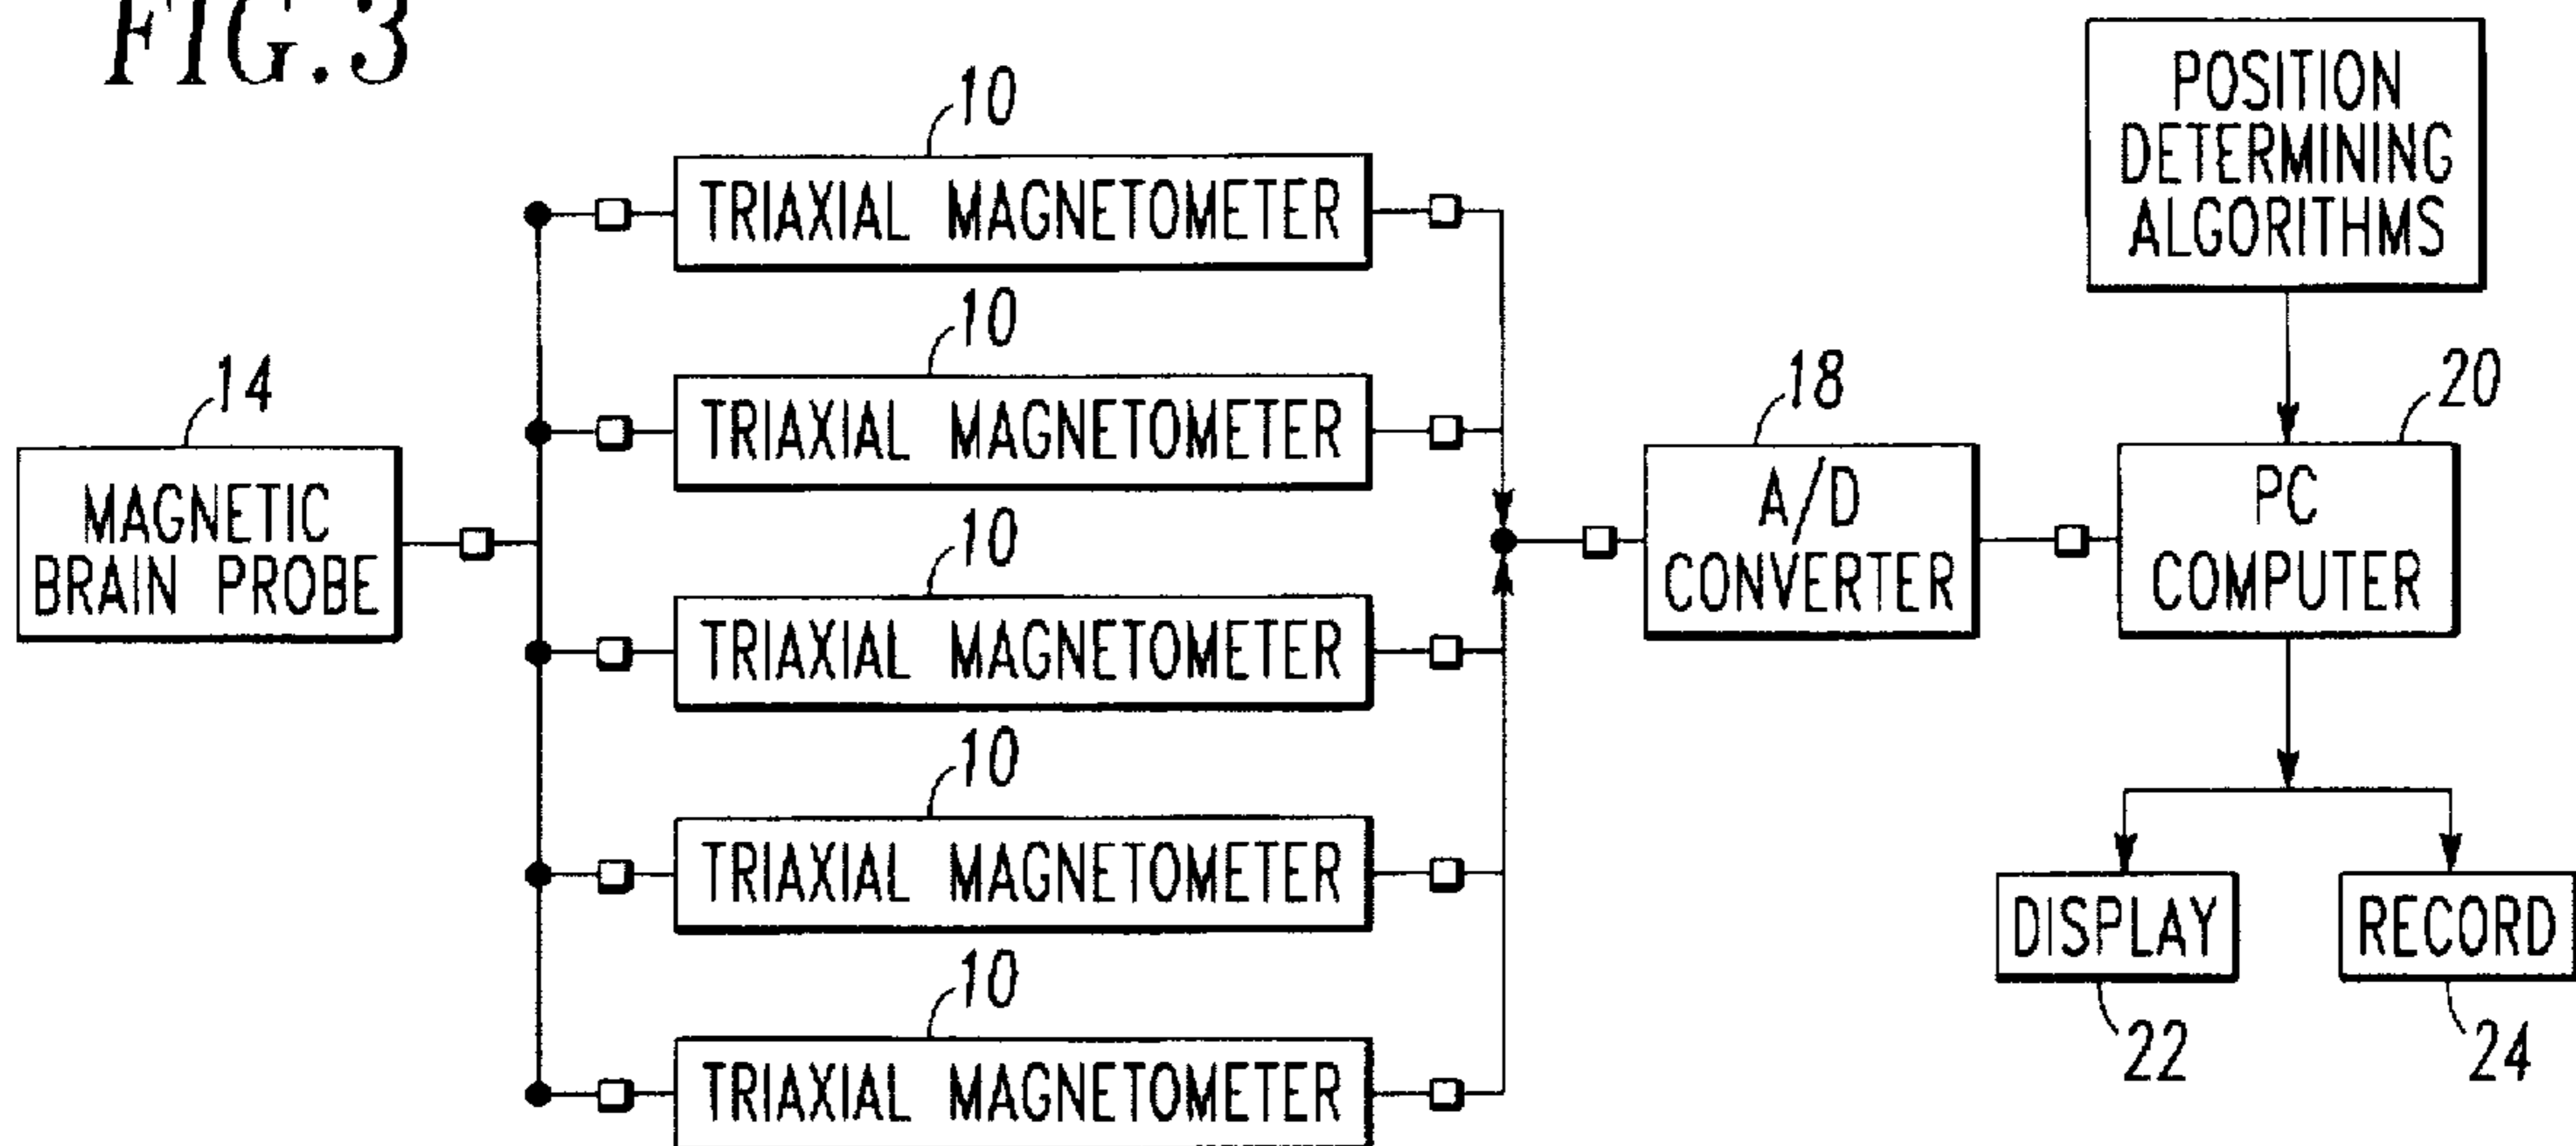 FIG. 3
10
TRIAXIAL MAGNETOMETER
10
TRIAXIAL MAGNETOMETER
10
TRIAXIAL MAGNETOMETER
10
TRIAXIAL MAGNETOMETER
10
TRIAXIAL MAGNETOMETER
14
MAGNETIC
BRAIN PROBE
18
A/D
CONVERTER
POSITION
DETERMINING
ALGORITHMS
20
PC
COMPUTER
DISPLAY
22
RECORD
24